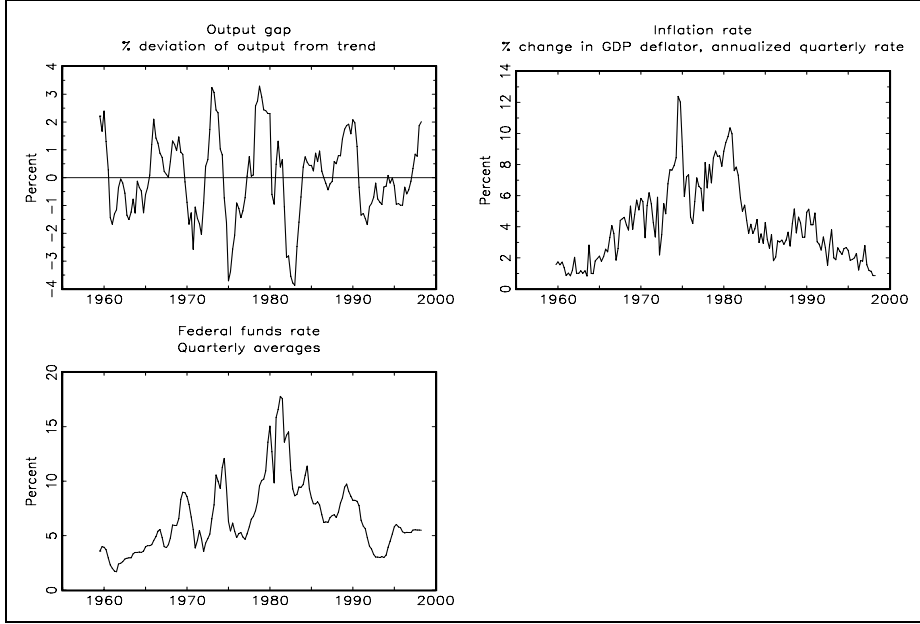 Output gap
% deviation of output from trend
Percent
4
3
2
1
0
−1
−2
−3
−4
1960 1970 1980 1990 2000
Inflation rate
% change in GDP deflator, annualized quarterly rate
Percent
14
12
10
8
6
4
2
0
1960 1970 1980 1990 2000
Federal funds rate
Quarterly averages
Percent
20
15
10
5
0
1960 1970 1980 1990 2000